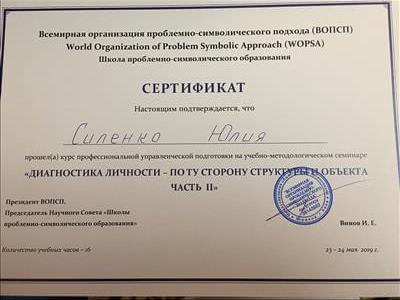 Всемирная организация проблемно-символического подхода (ВОПСП)
World Organization of Problem Symbolic Approach (WOPSA)
Школа проблемно-символического образования
СЕРТИФИКАТ
Настоящим подтверждается, что
Силенко Юлия
прошел(а) курс профессиональной управленческой подготовки на учебно-методическом семинаре
«ДИАГНОСТИКА ЛИЧНОСТИ – ПО ТУ СТОРОНУ СТРУКТУРЫ И ОБЪЕКТА
ЧАСТЬ II»
Президент ВОПСП,
Председатель Научного Совета «Школы
проблемно-символического образования»
Винов И. Е.
Количество учебных часов – 16
23 – 24 мая. 2019 г.